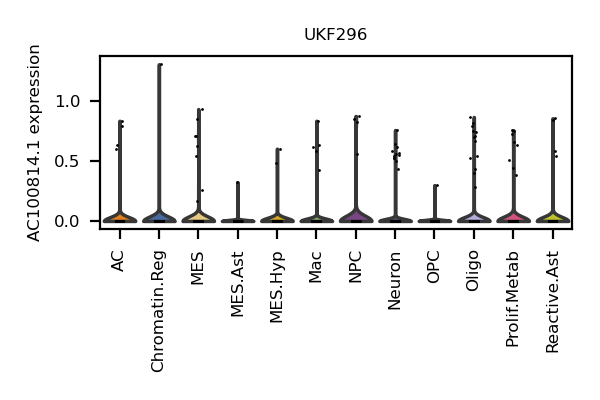 UKF296
AC100814.1 expression
1.0
0.5
0.0
AC
Chromatin.Reg
MES
MES.Ast
MES.Hyp
Mac
NPC
Neuron
OPC
Oligo
Prolif.Metab
Reactive.Ast